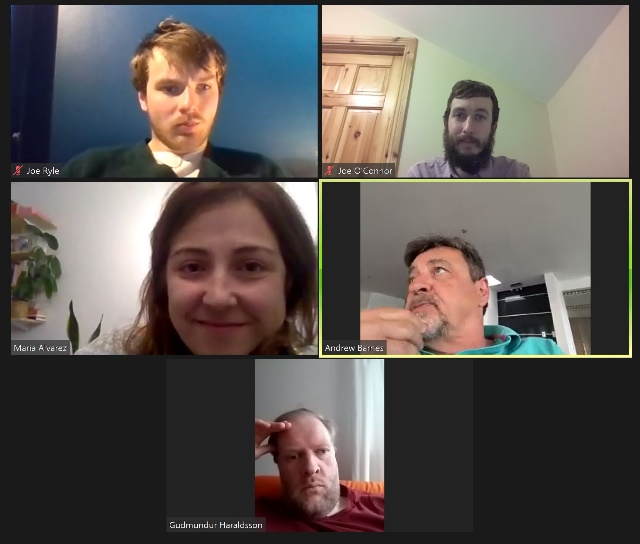 Joe Ryle
Joe O'Connor
Maria Alvarez
Andrew Barnes
Gudmundur Haraldsson